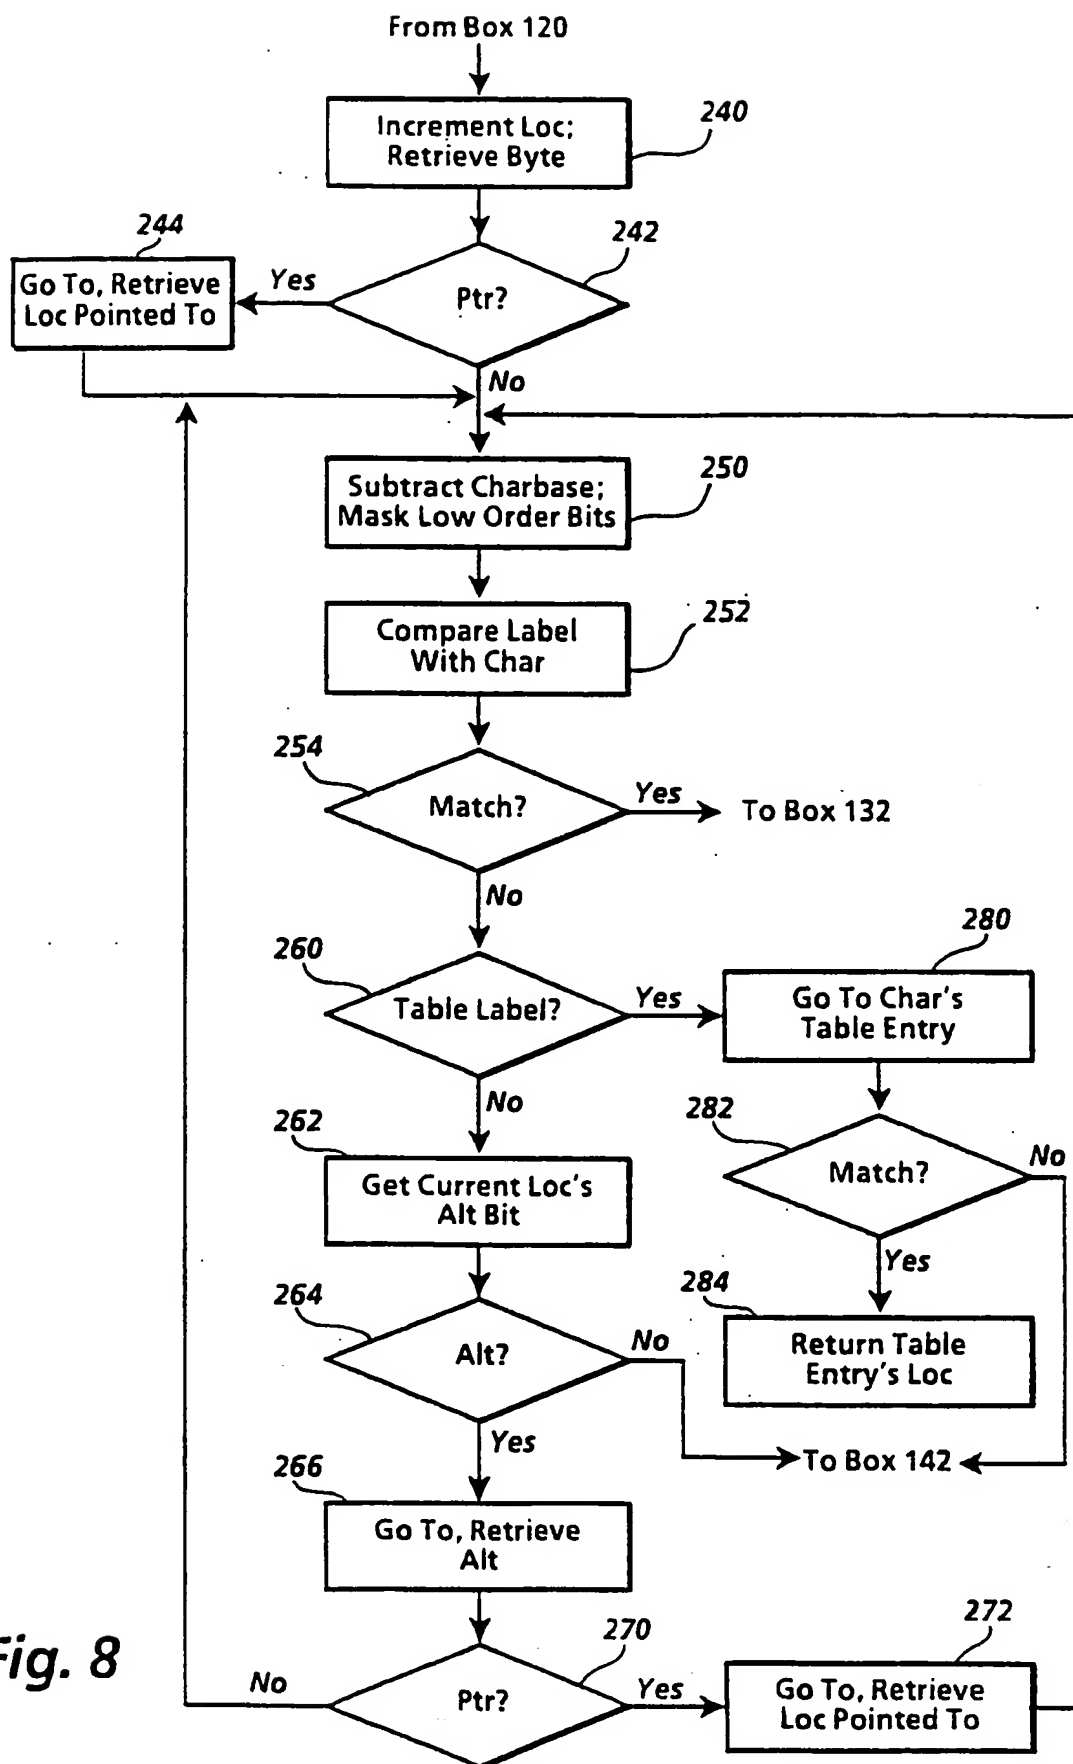 From Box 120
Increment Loc;
Retrieve Byte
240
244
242
Go To, Retrieve
Loc Pointed To
Yes
Ptr?
No
Subtract Charbase;
Mask Low Order Bits
250
Compare Label
With Char
252
254
Match?
Yes
To Box 132
No
260
Table Label?
Yes
280
Go To Char's
Table Entry
No
262
Get Current Loc's
Alt Bit
282
Match?
No
Yes
264
Alt?
No
284
Return Table
Entry's Loc
Yes
To Box 142
266
Go To, Retrieve
Alt
270
Ptr?
No
Yes
272
Go To, Retrieve
Loc Pointed To
Fig. 8